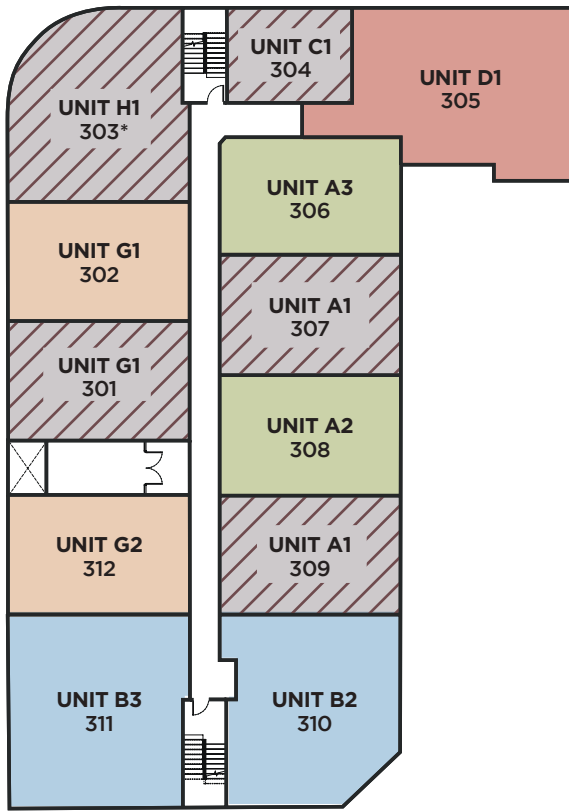 UNIT C1
304
UNIT D1
305
UNIT H1
303*
UNIT A3
306
UNIT G1
302
UNIT A1
307
UNIT G1
301
UNIT A2
308
UNIT G2
312
UNIT A1
309
UNIT B3
311
UNIT B2
310